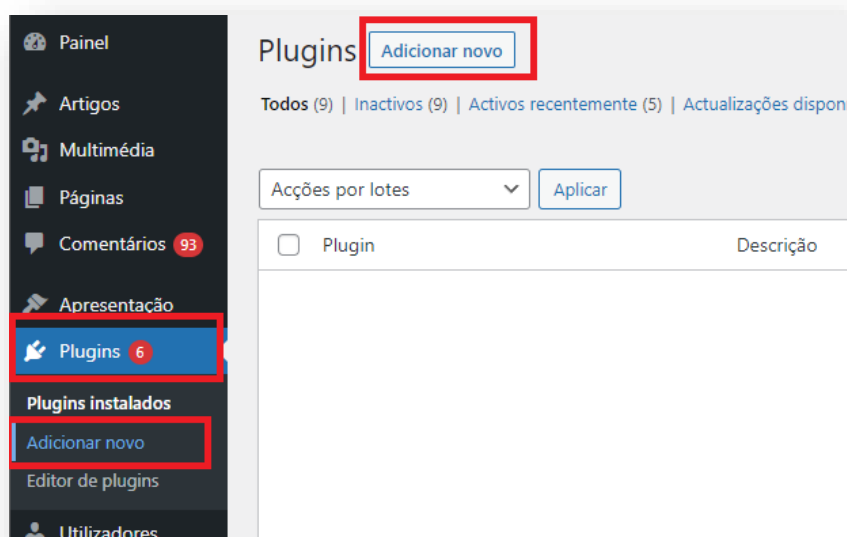 Painel
Artigos
Multimédia
Páginas
Comentários 93
Apresentação
Plugins 6
Plugins instalados
Adicionar novo
Editor de plugins
Utilizadores
Plugins Adicionar novo
Todos (9) | Inactivos (9) | Activos recentemente (5) | Actualizações dispon
Acções por lotes Aplicar
Plugin Descrição